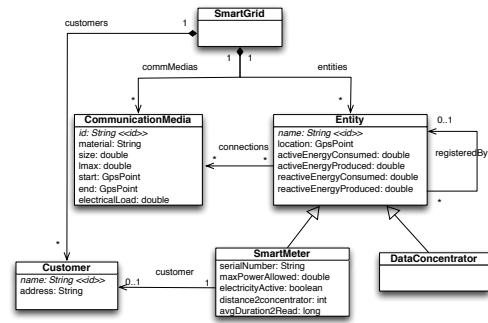 SmartGrid
customers
1
1
1
commMedias
entities
*
*
CommunicationMedia
id: String <<id>>
material: String
size: double
lmax: double
start: GpsPoint
end: GpsPoint
electricalLoad: double
connections
*
*
Entity
name: String <<id>>
location: GpsPoint
activeEnergyConsumed: double
activeEnergyProduced: double
reactiveEnergyConsumed: double
reactiveEnergyProduced: double
0..1
registeredBy
*
*
Customer
name: String <<id>>
address: String
0..1
customer
1
SmartMeter
serialNumber: String
maxPowerAllowed: double
electricityActive: boolean
distance2concentrator: int
avgDuration2Read: long
DataConcentrator